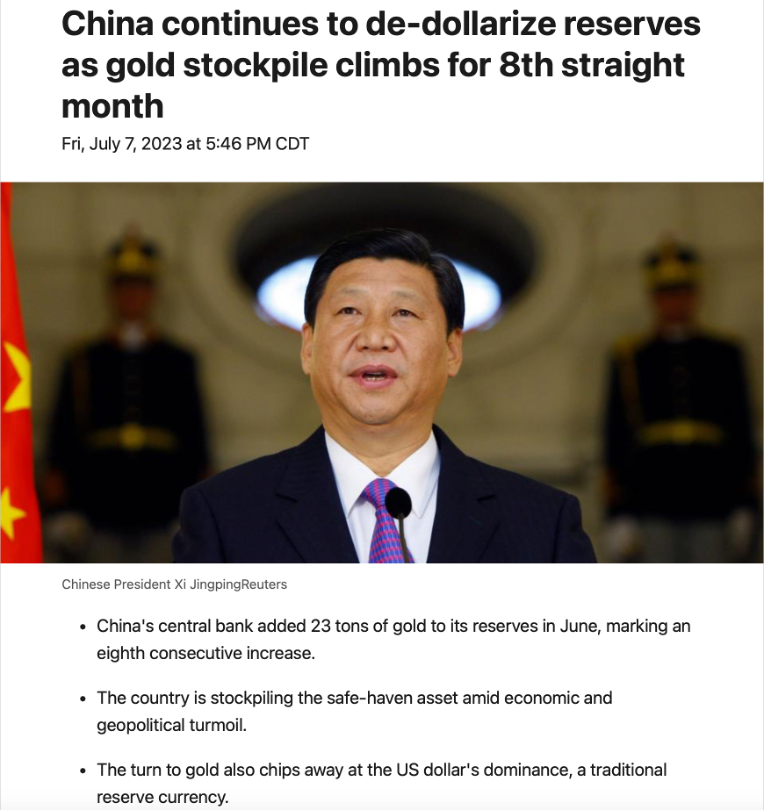 China continues to de-dollarize reserves
as gold stockpile climbs for 8th straight
month
Fri, July 7, 2023 at 5:46 PM CDT
Chinese President Xi JingpingReuters
• China's central bank added 23 tons of gold to its reserves in June, marking an
eighth consecutive increase.
• The country is stockpiling the safe-haven asset amid economic and
geopolitical turmoil.
• The turn to gold also chips away at the US dollar's dominance, a traditional
reserve currency.